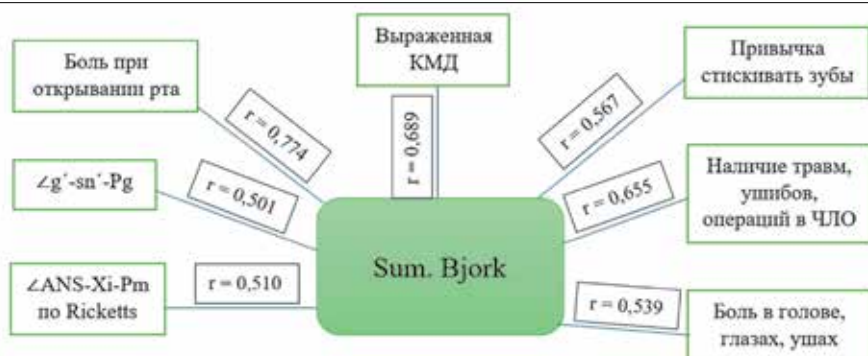 Боль при
открывании рта
Выраженная
КМД
Привычка
стискивать зубы
r = 0,774
r = 0,689
r = 0,567
∠g´-sn´-Pg
r = 0,501
r = 0,655
Наличие травм,
ушибов,
операций в ЧЛО
Sum. Bjork
∠ANS-Xi-Pm
по Ricketts
r = 0,510
r = 0,539
Боль в голове,
глазах, ушах